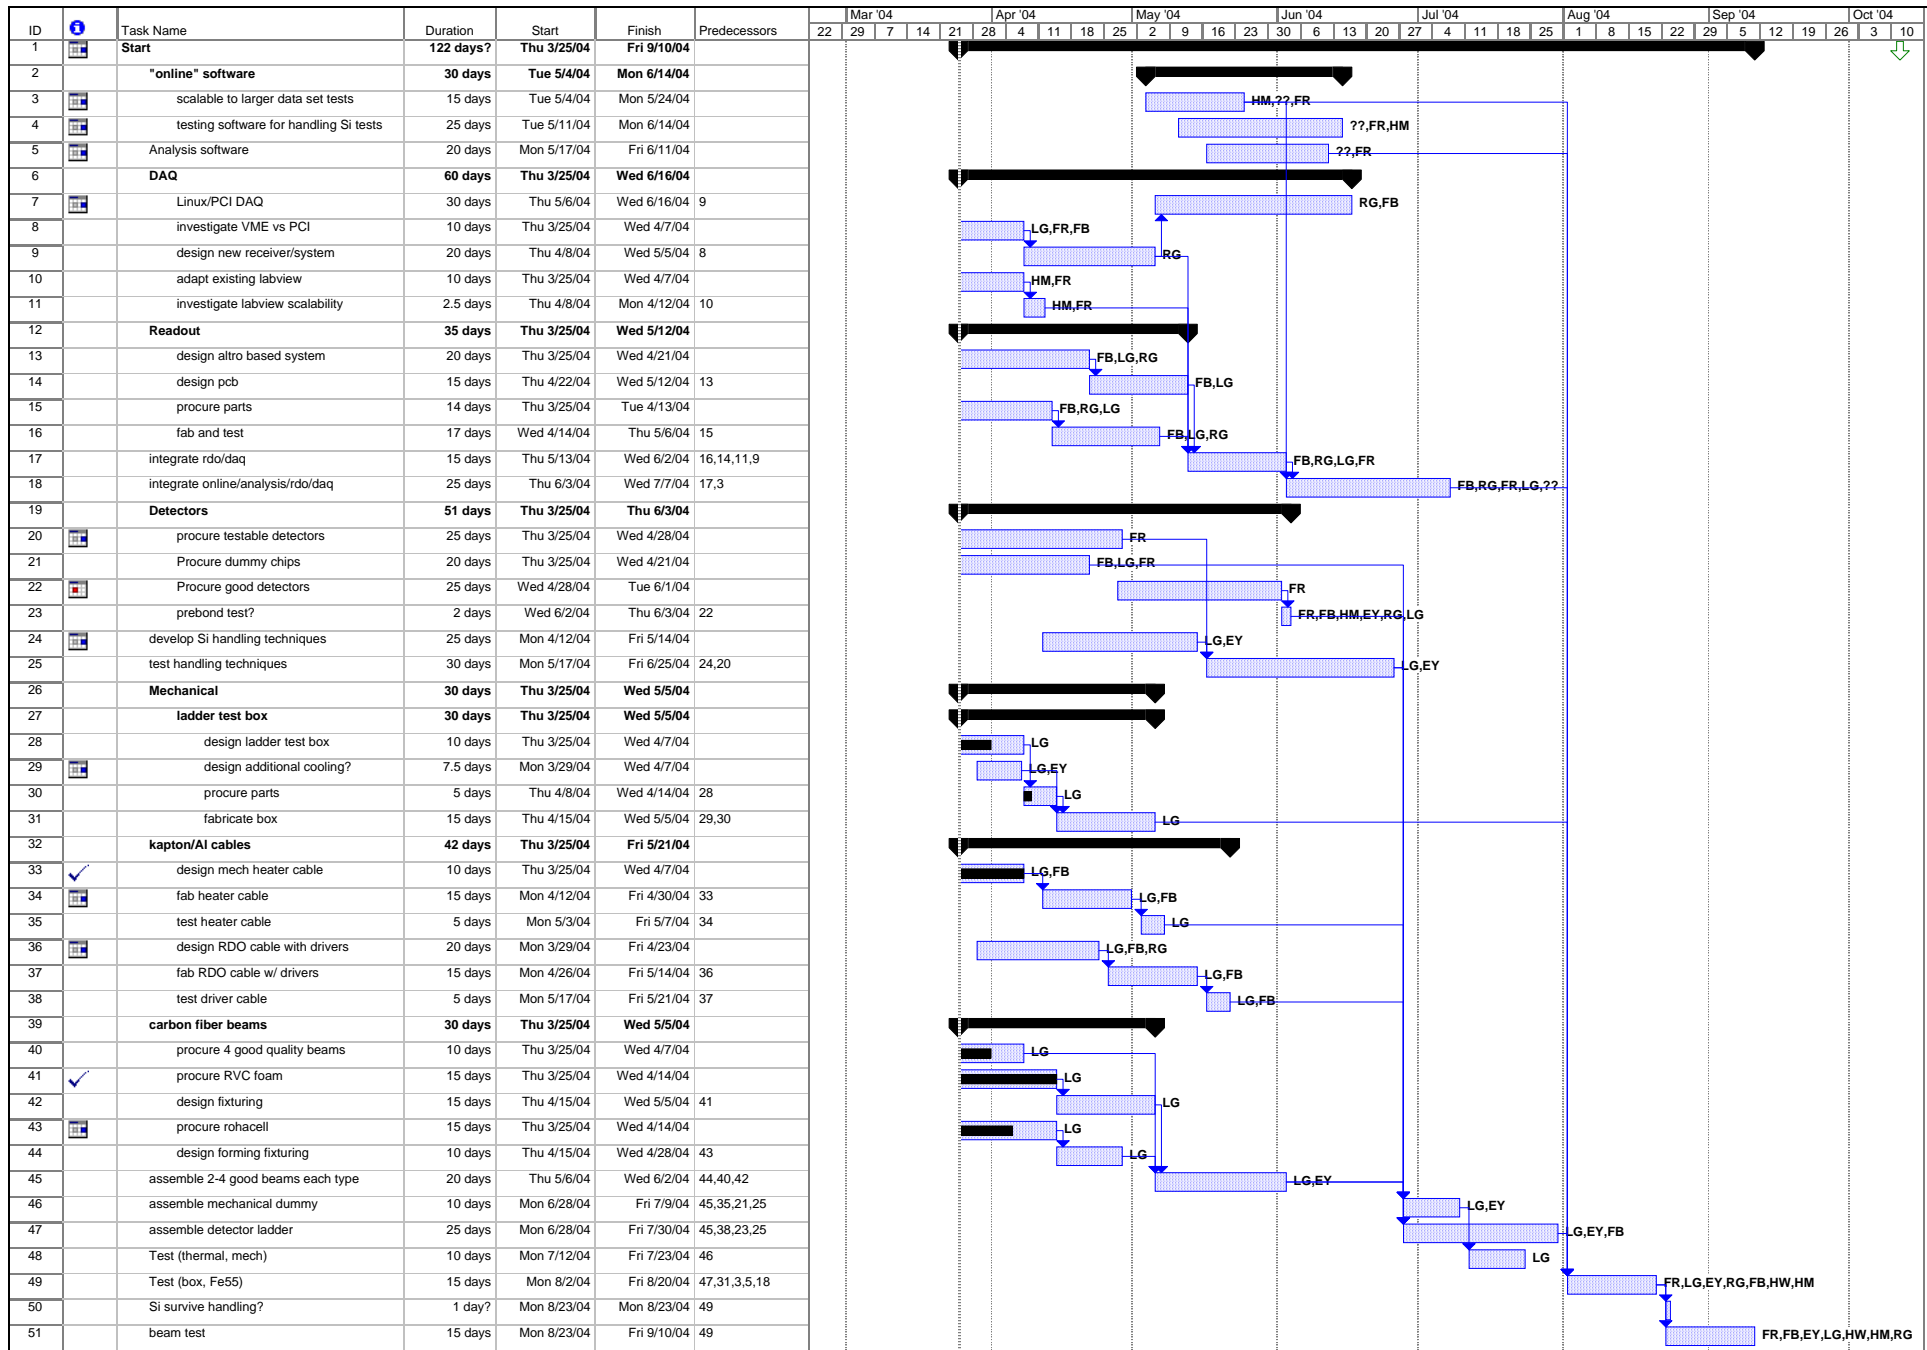 Mar '04 Apr '04 May '04 Jun '04 Jul '04 Aug '04 Sep '04 Oct '04
ID Task Name Duration Start Finish Predecessors 22 29 7 14 21 28 4 11 18 25 2 9 16 23 30 6 13 20 27 4 11 18 25 1 8 15 22 29 5 12 19 26 3 10
1 Start 122 days? Thu 3/25/04 Fri 9/10/04
2 "online" software 30 days Tue 5/4/04 Mon 6/14/04
3 scalable to larger data set tests 15 days Tue 5/4/04 Mon 5/24/04 HM,??,FR
4 testing software for handling Si tests 25 days Tue 5/11/04 Mon 6/14/04 ??,FR,HM
5 Analysis software 20 days Mon 5/17/04 Fri 6/11/04 ??,FR
6 DAQ 60 days Thu 3/25/04 Wed 6/16/04
7 Linux/PCI DAQ 30 days Thu 5/6/04 Wed 6/16/04 9 RG,FB
8 investigate VME vs PCI 10 days Thu 3/25/04 Wed 4/7/04 LG,FR,FB
9 design new receiver/system 20 days Thu 4/8/04 Wed 5/5/04 8 RG
10 adapt existing labview 10 days Thu 3/25/04 Wed 4/7/04 HM,FR
11 investigate labview scalability 2.5 days Thu 4/8/04 Mon 4/12/04 10 HM,FR
12 Readout 35 days Thu 3/25/04 Wed 5/12/04
13 design altro based system 20 days Thu 3/25/04 Wed 4/21/04 FB,LG,RG
14 design pcb 15 days Thu 4/22/04 Wed 5/12/04 13 FB,LG
15 procure parts 14 days Thu 3/25/04 Tue 4/13/04 FB,RG,LG
16 fab and test 17 days Wed 4/14/04 Thu 5/6/04 15 FB,LG,RG
17 integrate rdo/daq 15 days Thu 5/13/04 Wed 6/2/04 16,14,11,9 FB,RG,LG,FR
18 integrate online/analysis/rdo/daq 25 days Thu 6/3/04 Wed 7/7/04 17,3 FB,RG,FR,LG,??
19 Detectors 51 days Thu 3/25/04 Thu 6/3/04
20 procure testable detectors 25 days Thu 3/25/04 Wed 4/28/04 FR
21 Procure dummy chips 20 days Thu 3/25/04 Wed 4/21/04 FB,LG,FR
22 Procure good detectors 25 days Wed 4/28/04 Tue 6/1/04 FR
23 prebond test? 2 days Wed 6/2/04 Thu 6/3/04 22 FR,FB,HM,EY,RG,LG
24 develop Si handling techniques 25 days Mon 4/12/04 Fri 5/14/04 LG,EY
25 test handling techniques 30 days Mon 5/17/04 Fri 6/25/04 24,20 LG,EY
26 Mechanical 30 days Thu 3/25/04 Wed 5/5/04
27 ladder test box 30 days Thu 3/25/04 Wed 5/5/04
28 design ladder test box 10 days Thu 3/25/04 Wed 4/7/04 LG
29 design additional cooling? 7.5 days Mon 3/29/04 Wed 4/7/04 LG,EY
30 procure parts 5 days Thu 4/8/04 Wed 4/14/04 28 LG
31 fabricate box 15 days Thu 4/15/04 Wed 5/5/04 29,30 LG
32 kapton/Al cables 42 days Thu 3/25/04 Fri 5/21/04
33 design mech heater cable 10 days Thu 3/25/04 Wed 4/7/04 LG,FB
34 fab heater cable 15 days Mon 4/12/04 Fri 4/30/04 33 LG,FB
35 test heater cable 5 days Mon 5/3/04 Fri 5/7/04 34 LG
36 design RDO cable with drivers 20 days Mon 3/29/04 Fri 4/23/04 LG,FB,RG
37 fab RDO cable w/ drivers 15 days Mon 4/26/04 Fri 5/14/04 36 LG,FB
38 test driver cable 5 days Mon 5/17/04 Fri 5/21/04 37 LG,FB
39 carbon fiber beams 30 days Thu 3/25/04 Wed 5/5/04
40 procure 4 good quality beams 10 days Thu 3/25/04 Wed 4/7/04 LG
41 procure RVC foam 15 days Thu 3/25/04 Wed 4/14/04 LG
42 design fixturing 15 days Thu 4/15/04 Wed 5/5/04 41 LG
43 procure rohacell 15 days Thu 3/25/04 Wed 4/14/04 LG
44 design forming fixturing 10 days Thu 4/15/04 Wed 4/28/04 43 LG
45 assemble 2-4 good beams each type 20 days Thu 5/6/04 Wed 6/2/04 44,40,42 LG,EY
46 assemble mechanical dummy 10 days Mon 6/28/04 Fri 7/9/04 45,35,21,25 LG,EY
47 assemble detector ladder 25 days Mon 6/28/04 Fri 7/30/04 45,38,23,25 LG,EY,FB
48 Test (thermal, mech) 10 days Mon 7/12/04 Fri 7/23/04 46 LG
49 Test (box, Fe55) 15 days Mon 8/2/04 Fri 8/20/04 47,31,3,5,18 FR,LG,EY,RG,FB,HW,HM
50 Si survive handling? 1 day? Mon 8/23/04 Mon 8/23/04 49
51 beam test 15 days Mon 8/23/04 Fri 9/10/04 49 FR,FB,EY,LG,HW,HM,RG